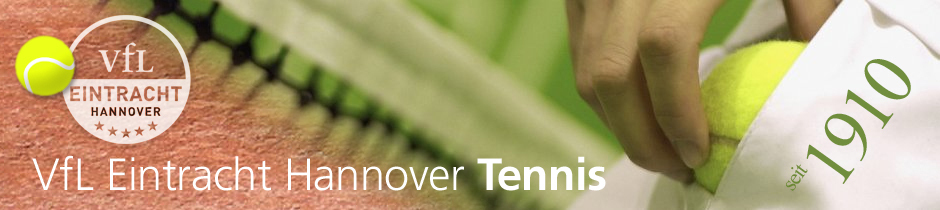 VfL
EINTRACHT
HANNOVER
VfL Eintracht Hannover Tennis
seit 1910